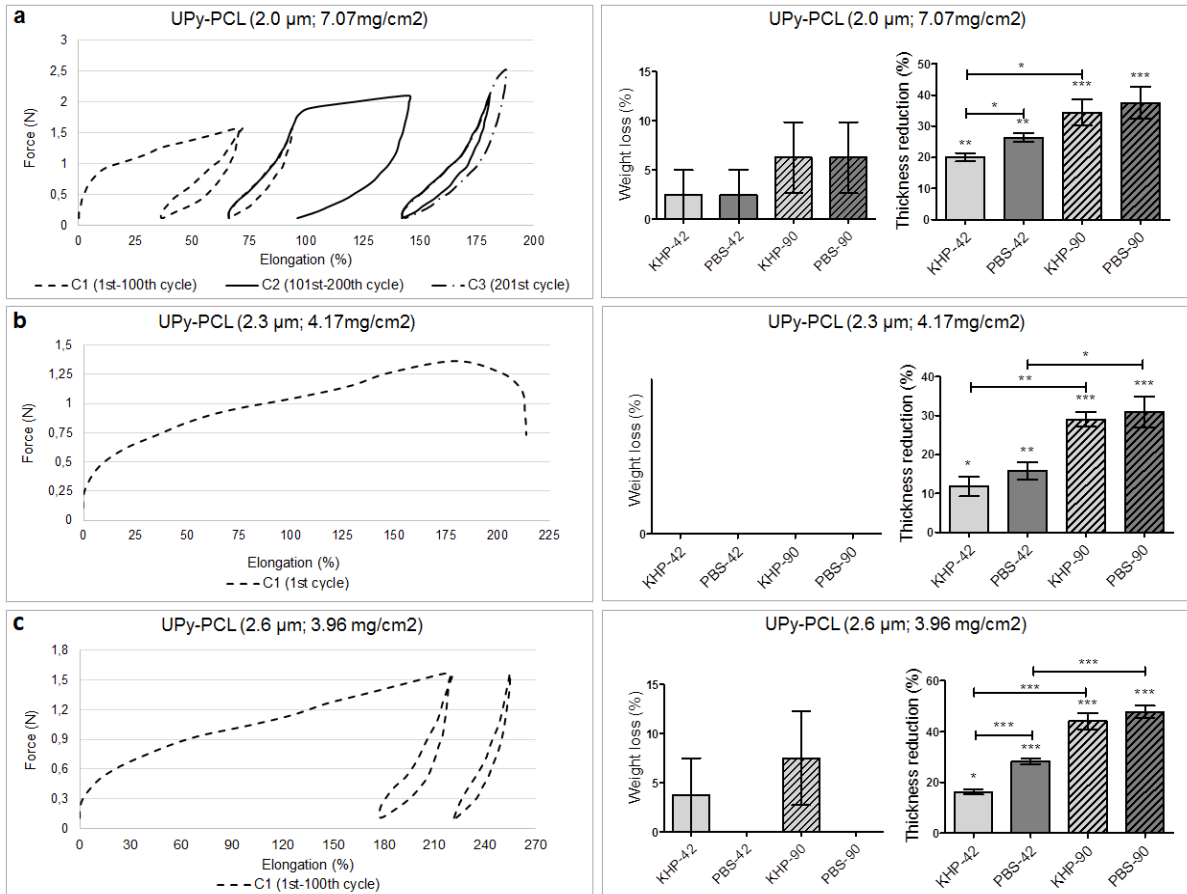 a
UPy-PCL (2.0 µm; 7.07mg/cm2)
Force (N)
3
2,5
2
1,5
1
0,5
0
0 25 50 75 100 125 150 175 200
Elongation (%)
C1 (1st-100th cycle) C2 (101st-200th cycle) C3 (201st cycle)
UPy-PCL (2.0 µm; 7.07mg/cm2)
Weight loss (%)
15
10
5
0
KHP-42 PBS-42 KHP-90 PBS-90
Thickness reduction (%)
50
40
30
20
10
0
*
*
** ** *** ***
KHP-42 PBS-42 KHP-90 PBS-90
b
UPy-PCL (2.3 µm; 4.17mg/cm2)
Force (N)
1,5
1,25
1
0,75
0,5
0,25
0
0 25 50 75 100 125 150 175 200 225
Elongation (%)
C1 (1st cycle)
UPy-PCL (2.3 µm; 4.17mg/cm2)
Weight loss (%)
0
KHP-42 PBS-42 KHP-90 PBS-90
Thickness reduction (%)
40
30
20
10
0
*
**
* ** *** ***
KHP-42 PBS-42 KHP-90 PBS-90
c
UPy-PCL (2.6 µm; 3.96 mg/cm2)
Force (N)
1,8
1,5
1,2
0,9
0,6
0,3
0
0 30 60 90 120 150 180 210 240 270
Elongation (%)
C1 (1st-100th cycle)
UPy-PCL (2.6 µm; 3.96 mg/cm2)
Weight loss (%)
15
10
5
0
KHP-42 PBS-42 KHP-90 PBS-90
Thickness reduction (%)
60
40
20
0
***
***
***
* *** *** ***
KHP-42 PBS-42 KHP-90 PBS-90